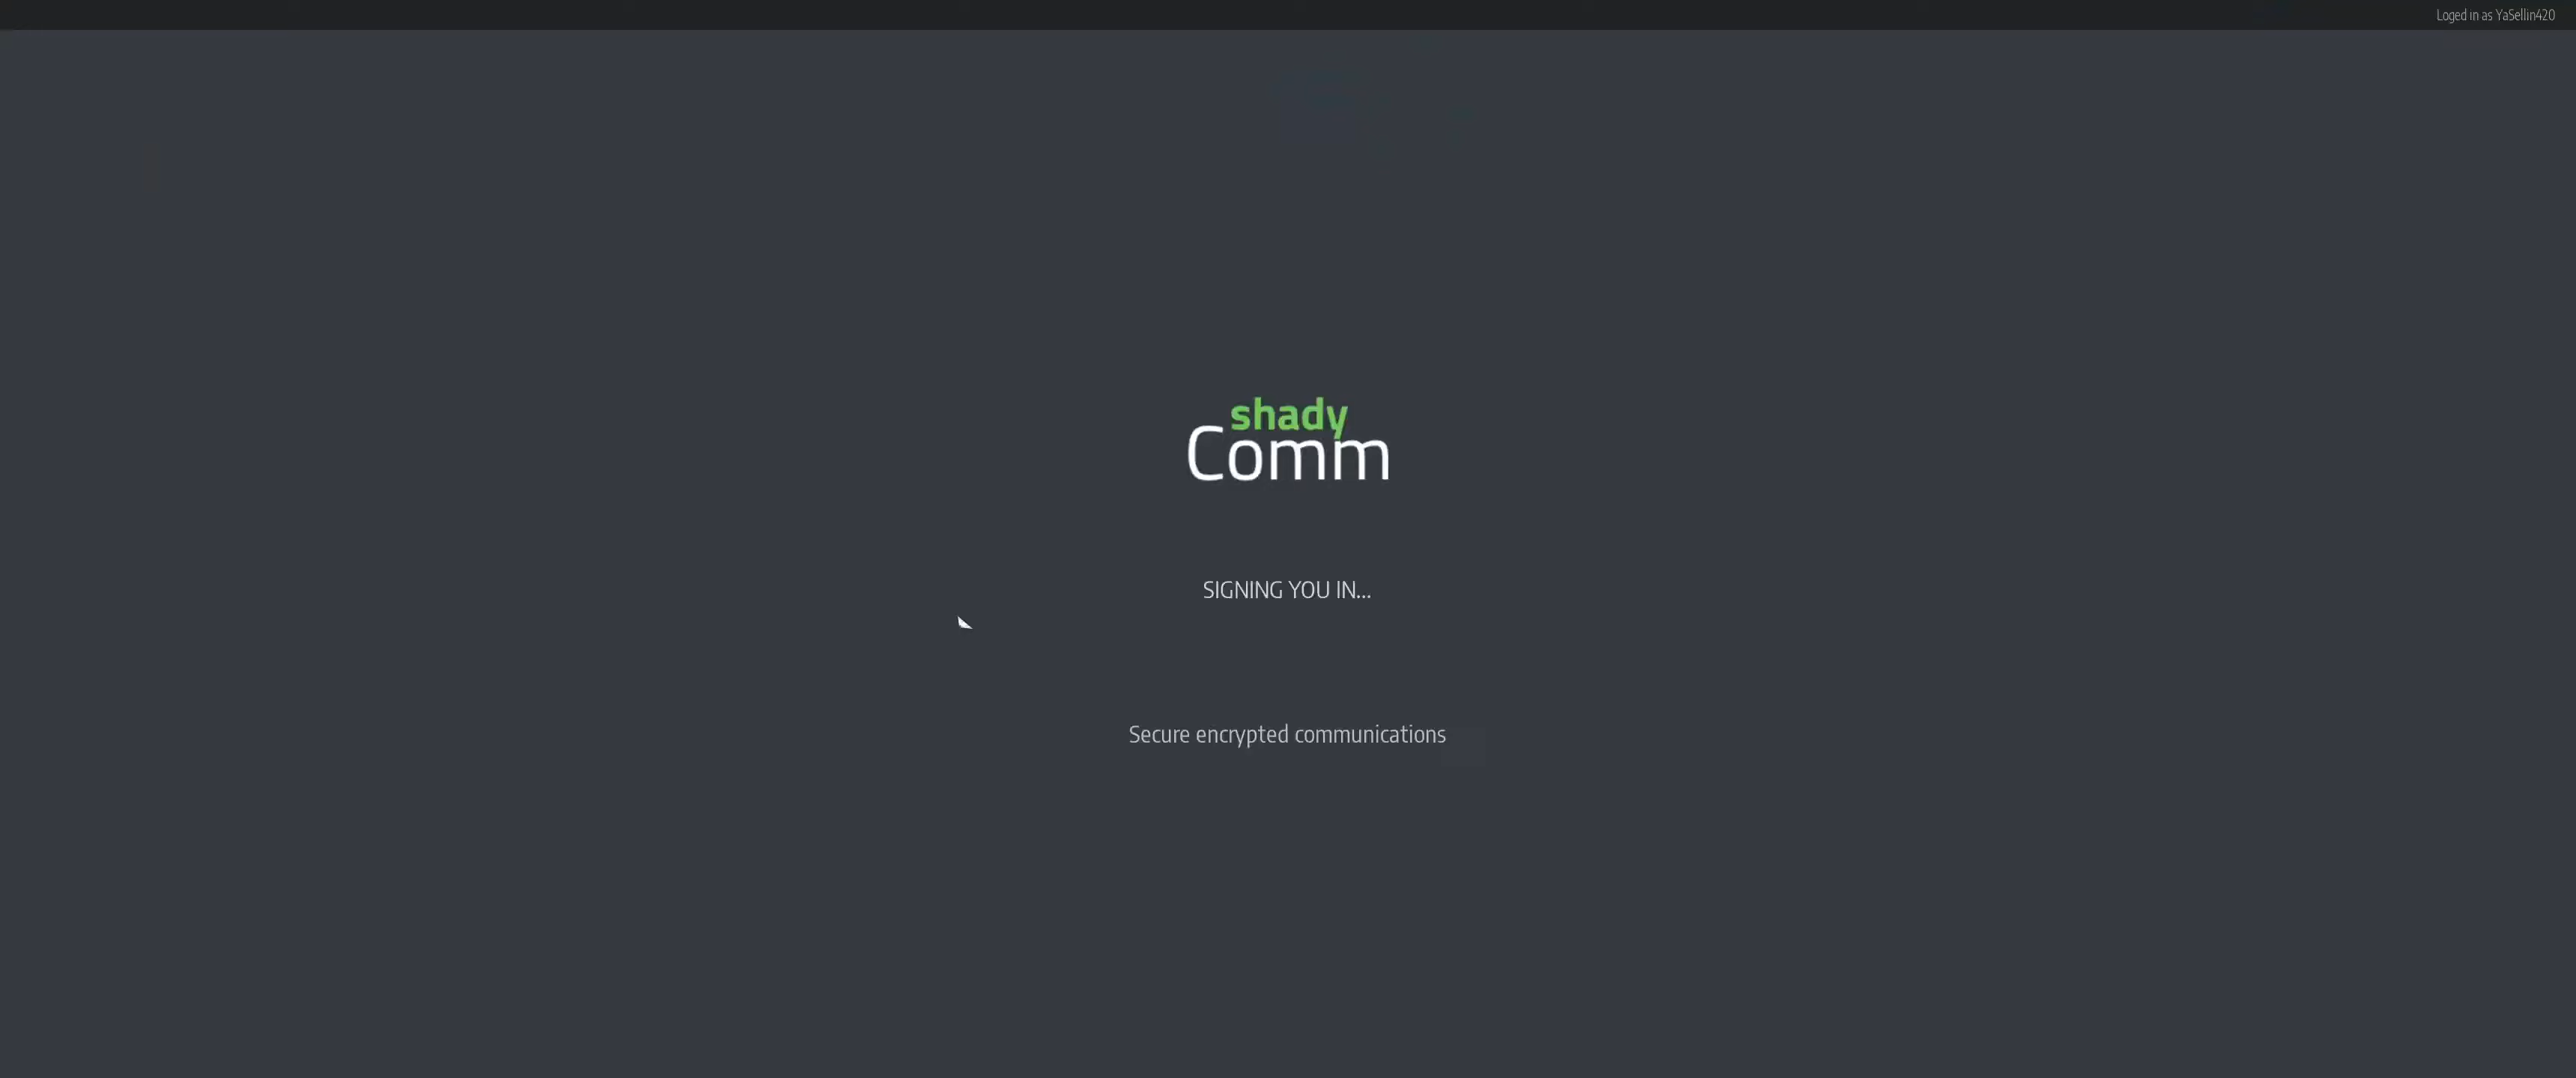 Loged in as YaSellin420
shady
Comm
SIGNING YOU IN...
Secure encrypted communications